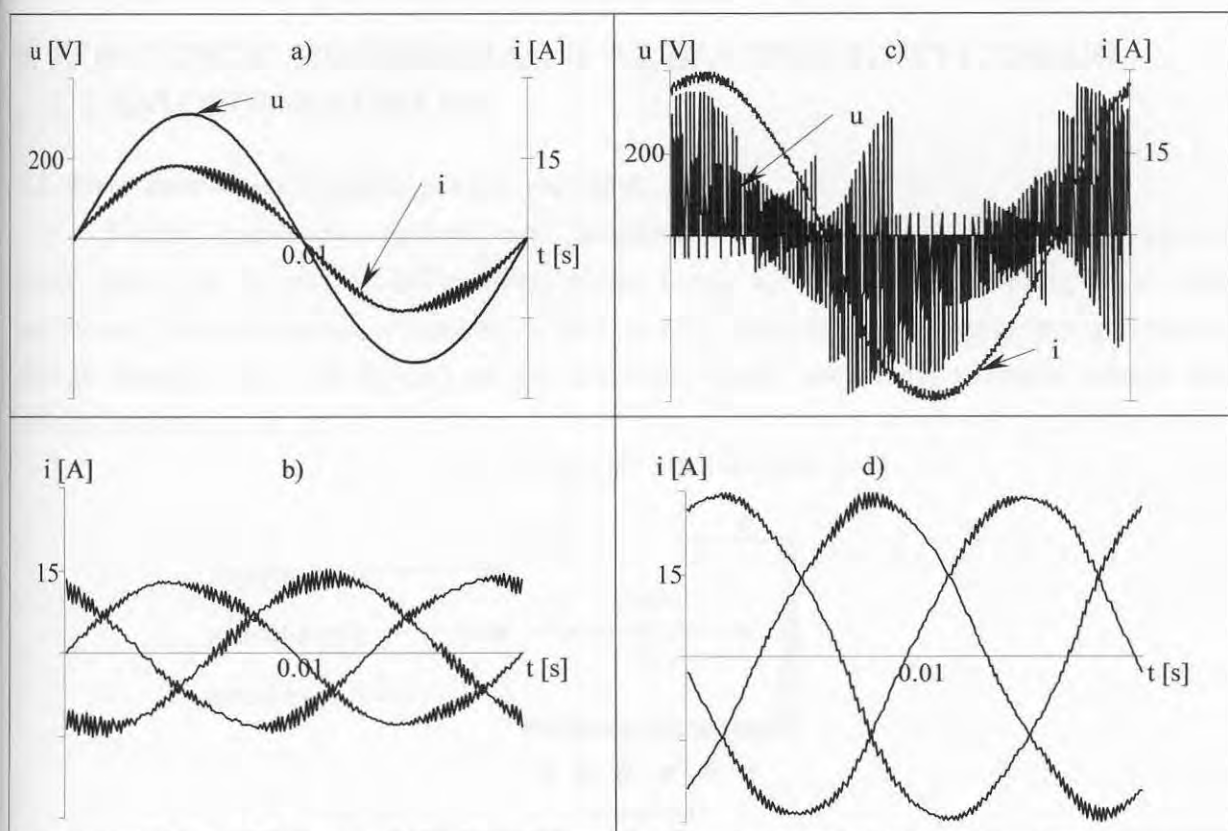 u [V] a) i [A]
u
200 15
i
0.01 t [s]
u [V] c) i [A]
u
200 15
t [s]
i
i [A] b)
15
0.01 t [s]
i [A] d)
15
0.01 t [s]